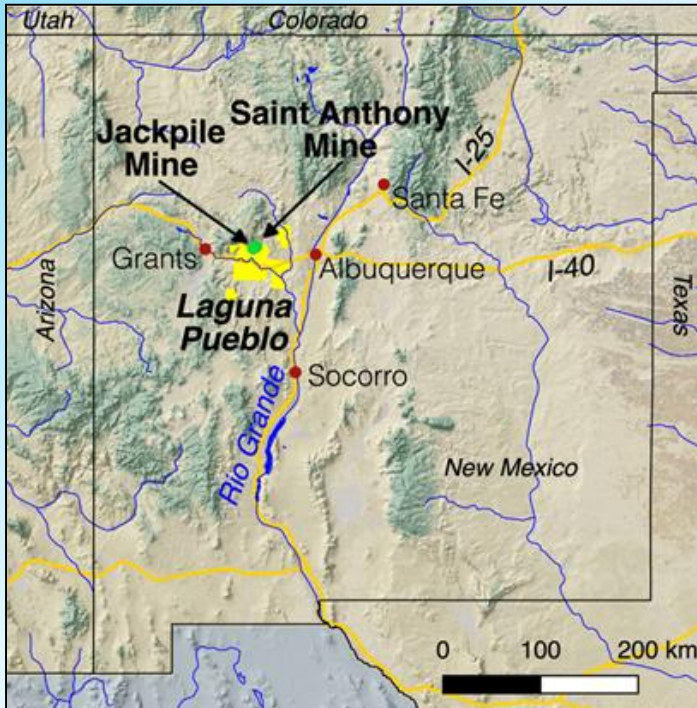 Utah
Colorado
Saint Anthony
Mine
Jackpile
Mine
I-25
Santa Fe
Grants
Albuquerque
I-40
Arizona
Texas
Laguna
Pueblo
Socorro
Rio Grande
New Mexico
0 100 200 km